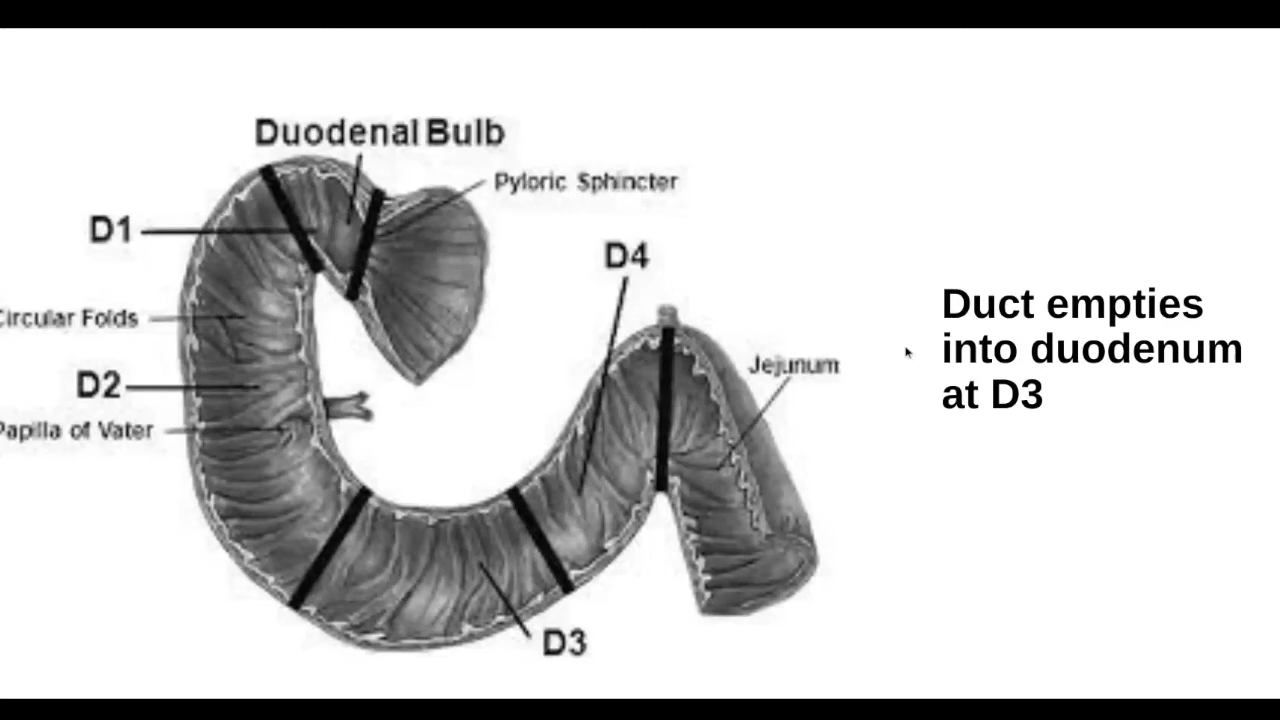 Duodenal Bulb
Pyloric Sphincter
D1
D4
Circular Folds
Duct empties
into duodenum
at D3
Jejunum
D2
Papilla of Vater
D3